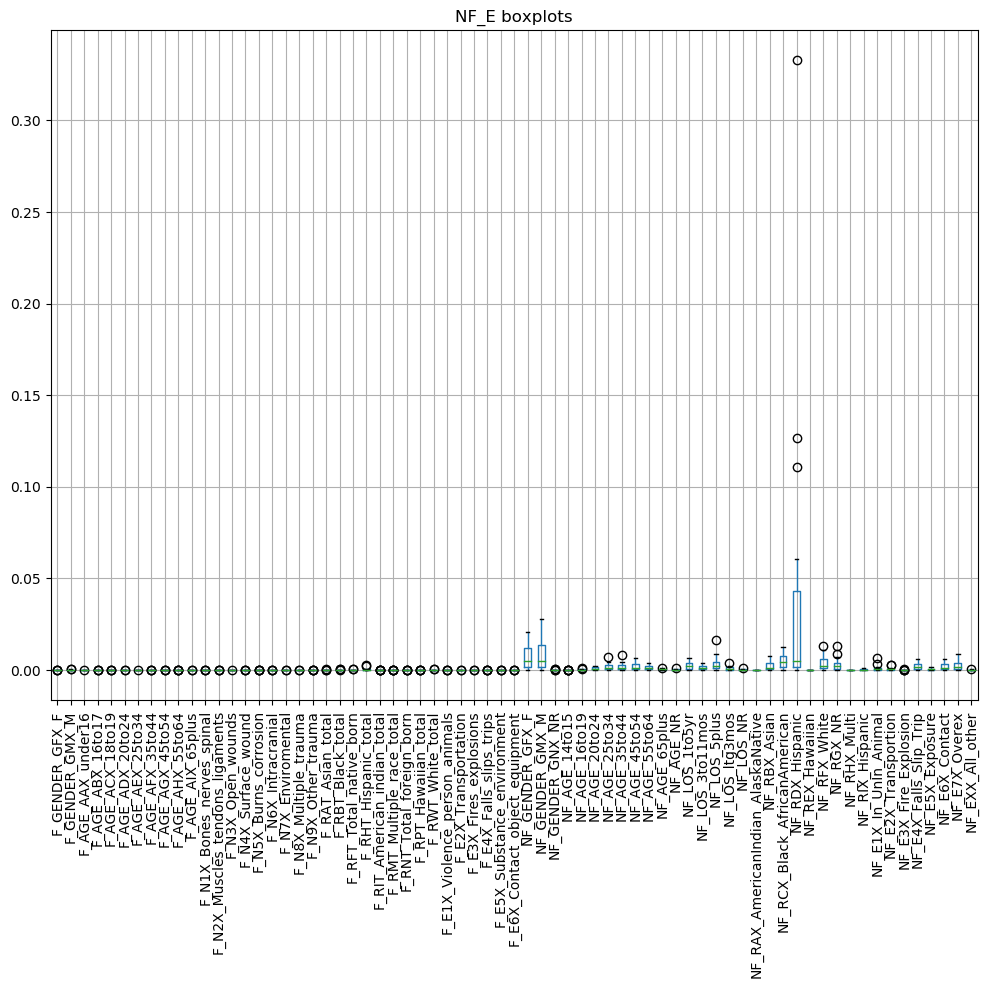 NF_E boxplots
0.30
0.25
0.20
0.15
0.10
0.05
0.00
F_GENDER_GFX_F
F_GENDER_GMX_M
F_AGE_AAX_under16
F_AGE_ABX_16to17
F_AGE_ACX_18to19
F_AGE_ADX_20to24
F_AGE_AEX_25to34
F_AGE_AFX_35to44
F_AGE_AGX_45to54
F_AGE_AHX_55to64
F_AGE_AIX_65plus
F_N1X_Bones_nerves_spinal
F_N2X_Muscles_tendons_ligaments
F_N3X_Open_wounds
F_N4X_Surface_wound
F_N5X_Burns_corrosion
F_N6X_Intracranial
F_N7X_Enviromental
F_N8X_Multiple_trauma
F_N9X_Other_trauma
F_RAT_Asian_total
F_RBT_Black_total
F_RFT_Total_native_born
F_RHT_Hispanic_total
F_RIT_American_indian_total
F_RMT_Multiple_race_total
F_RNT_Total_foreign_born
F_RPT_Hawaiian_total
F_RWT_White_total
F_E1X_Violence_person_animals
F_E2X_Transportation
F_E3X_Fires_explosions
F_E4X_Falls_slips_trips
F_E5X_Substance_environment
F_E6X_Contact_object_equipoment
NF_GENDER_GFX_F
NF_GENDER_GMX_M
NF_GENDER_GNX_NR
NF_AGE_14to15
NF_AGE_16to19
NF_AGE_20to24
NF_AGE_25to34
NF_AGE_35to44
NF_AGE_45to54
NF_AGE_55to64
NF_AGE_65plus
NF_AGE_NR
NF_LOS_1to5yr
NF_LOS_3to11mos
NF_LOS_5plus
NF_LOS_ltg3mos
NF_LOS_NR
NF_RAX_AmericanIndian_AlaskaNative
NF_RBX_Asian
NF_RCX_Black_AfricanAmerican
NF_RDX_Hispanic
NF_REX_Hawaiian
NF_RFX_White
NF_RGX_NR
NF_RHX_Multi
NF_RIX_Hispanic
NF_E1X_In_UnIn_Animal
NF_E2X_Transportion
NF_E3X_Fire_Explosion
NF_E4X_Falls_Slip_Trip
NF_E5X_Exposure
NF_E6X_Contact
NF_E7X_Overex
NF_EXX_All_other